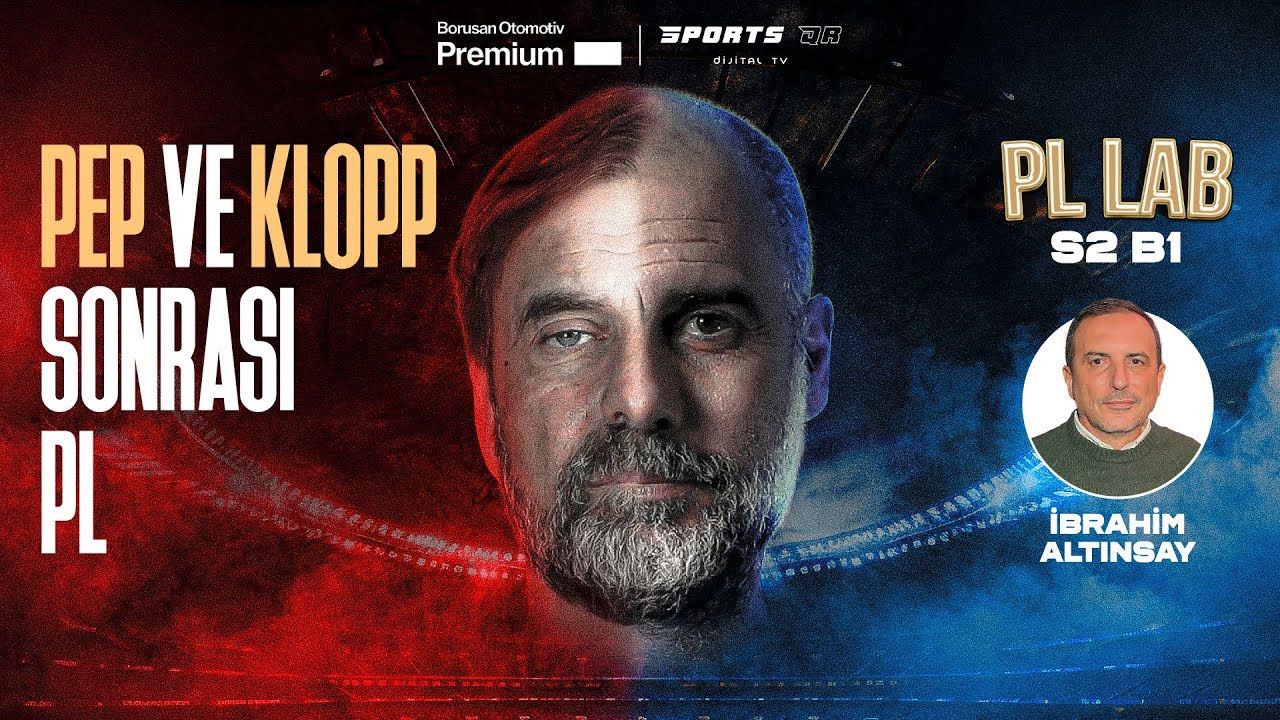 Borusan Otomotiv
Premium
SPORTS QR
DİJİTAL TV
PEP VE KLOPP
SONRASI
PL
PL LAB
S2 B1
İBRAHİM
ALTINSAY